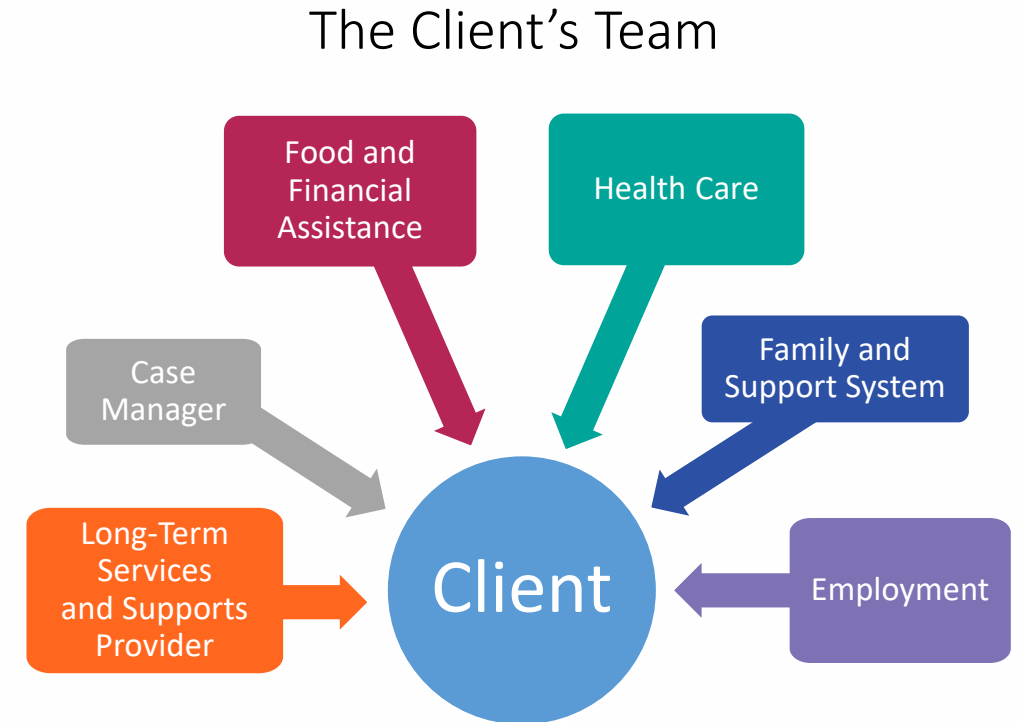 The Client’s Team
Food and
Financial
Assistance
Health Care
Case
Manager
Family and
Support System
Long-Term
Services
and Supports
Provider
Client
Employment